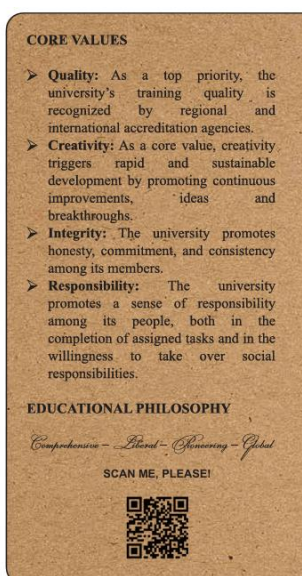 CORE VALUES
➢ Quality: As a top priority, the
university's training quality is
recognized by regional and
international accreditation agencies.
➢ Creativity: As a core value, creativity
triggers rapid and sustainable
development by promoting continuous
improvements, ideas and
breakthroughs.
➢ Integrity: The university promotes
honesty, commitment, and consistency
among its members.
➢ Responsibility: The university
promotes a sense of responsibility
among its people, both in the
completion of assigned tasks and in the
willingness to take over social
responsibilities.
EDUCATIONAL PHILOSOPHY
Comprehensive – Liberal – Pioneering – Global
SCAN ME, PLEASE!